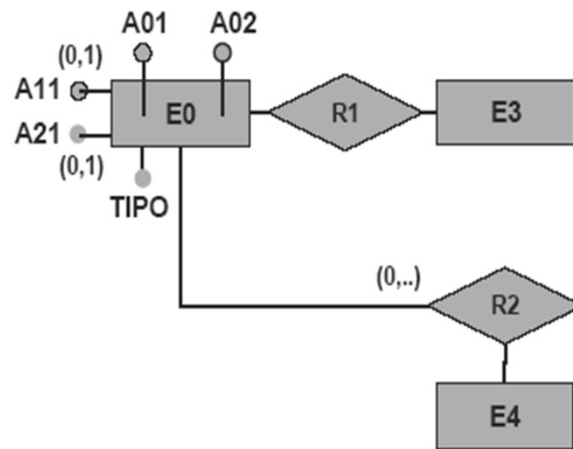 A01 A02
(0,1)
A11 E0 R1 E3
A21
(0,1)
TIPO
(0,..) R2
E4